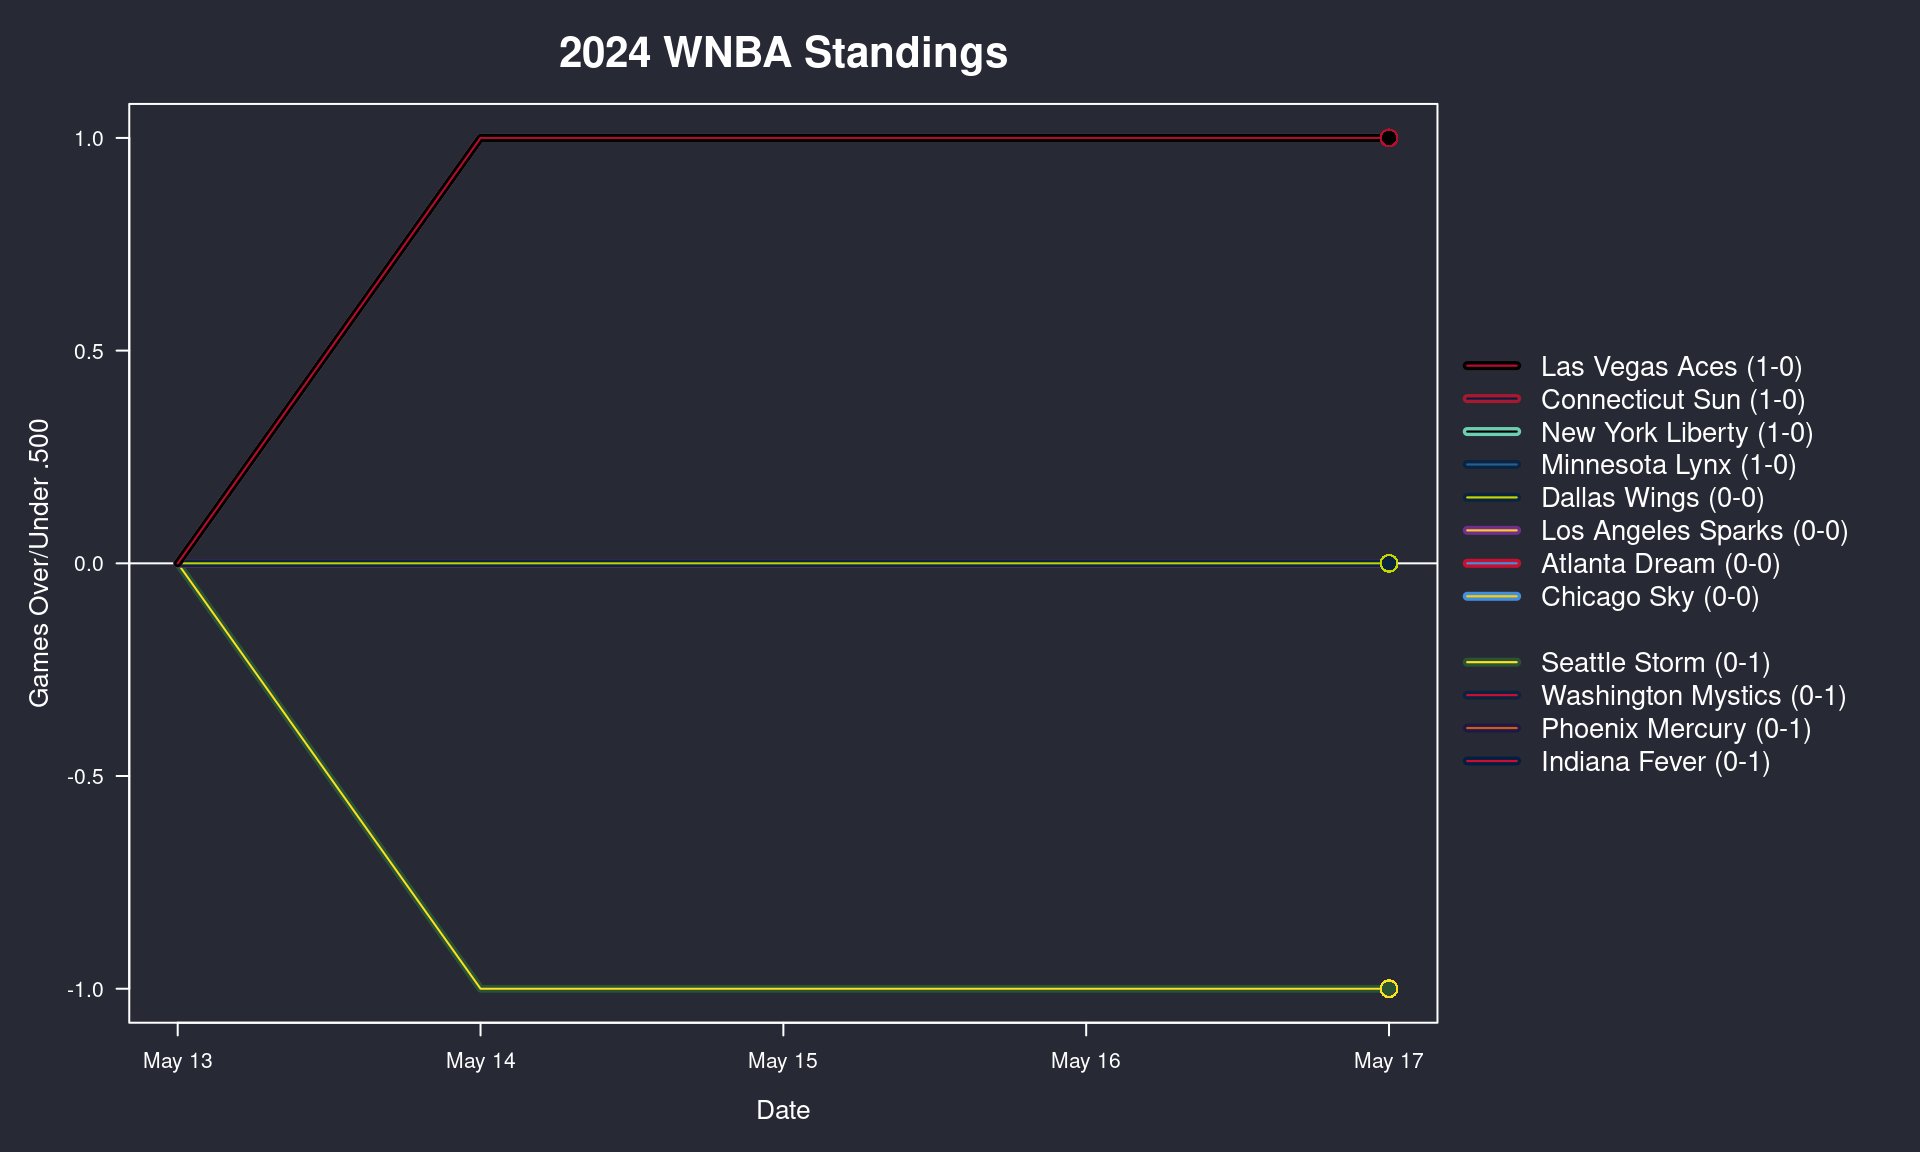 2024 WNBA Standings
Games Over/Under .500
1.0
0.5
0.0
-0.5
-1.0
May 13
May 14
May 15
May 16
May 17
Date
Las Vegas Aces (1-0)
Connecticut Sun (1-0)
New York Liberty (1-0)
Minnesota Lynx (1-0)
Dallas Wings (0-0)
Los Angeles Sparks (0-0)
Atlanta Dream (0-0)
Chicago Sky (0-0)
Seattle Storm (0-1)
Washington Mystics (0-1)
Phoenix Mercury (0-1)
Indiana Fever (0-1)